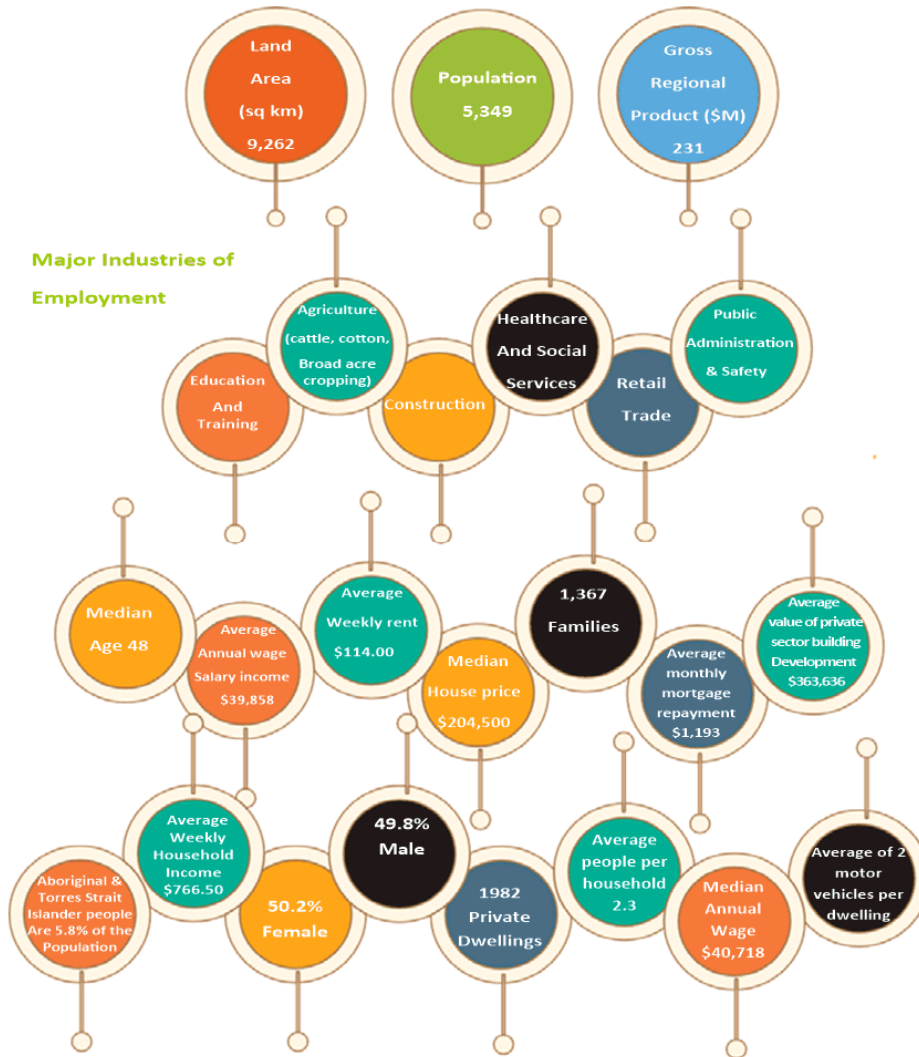 Land
Area
(sq km)
9,262
Population
5,349
Gross
Regional
Product ($M)
231
Major Industries of
Employment
Education
And
Training
Agriculture
(cattle, cotton,
Broad acre
cropping)
Construction
Healthcare
And Social
Services
Retail
Trade
Public
Administration
& Safety
Median
Age 48
Average
Annual wage
Salary income
$39,858
Average
Weekly rent
$114.00
Median
House price
$204,500
1,367
Families
Average
monthly
mortgage
repayment
$1,193
Average
value of private
sector building
Development
$363,636
Aboriginal &
Torres Strait
Islander people
Are 5.8% of the
Population
Average
Weekly
Household
Income
$766.50
50.2%
Female
49.8%
Male
1982
Private
Dwellings
Average
people per
household
2.3
Median
Annual
Wage
$40,718
Average of 2
motor
vehicles per
dwelling